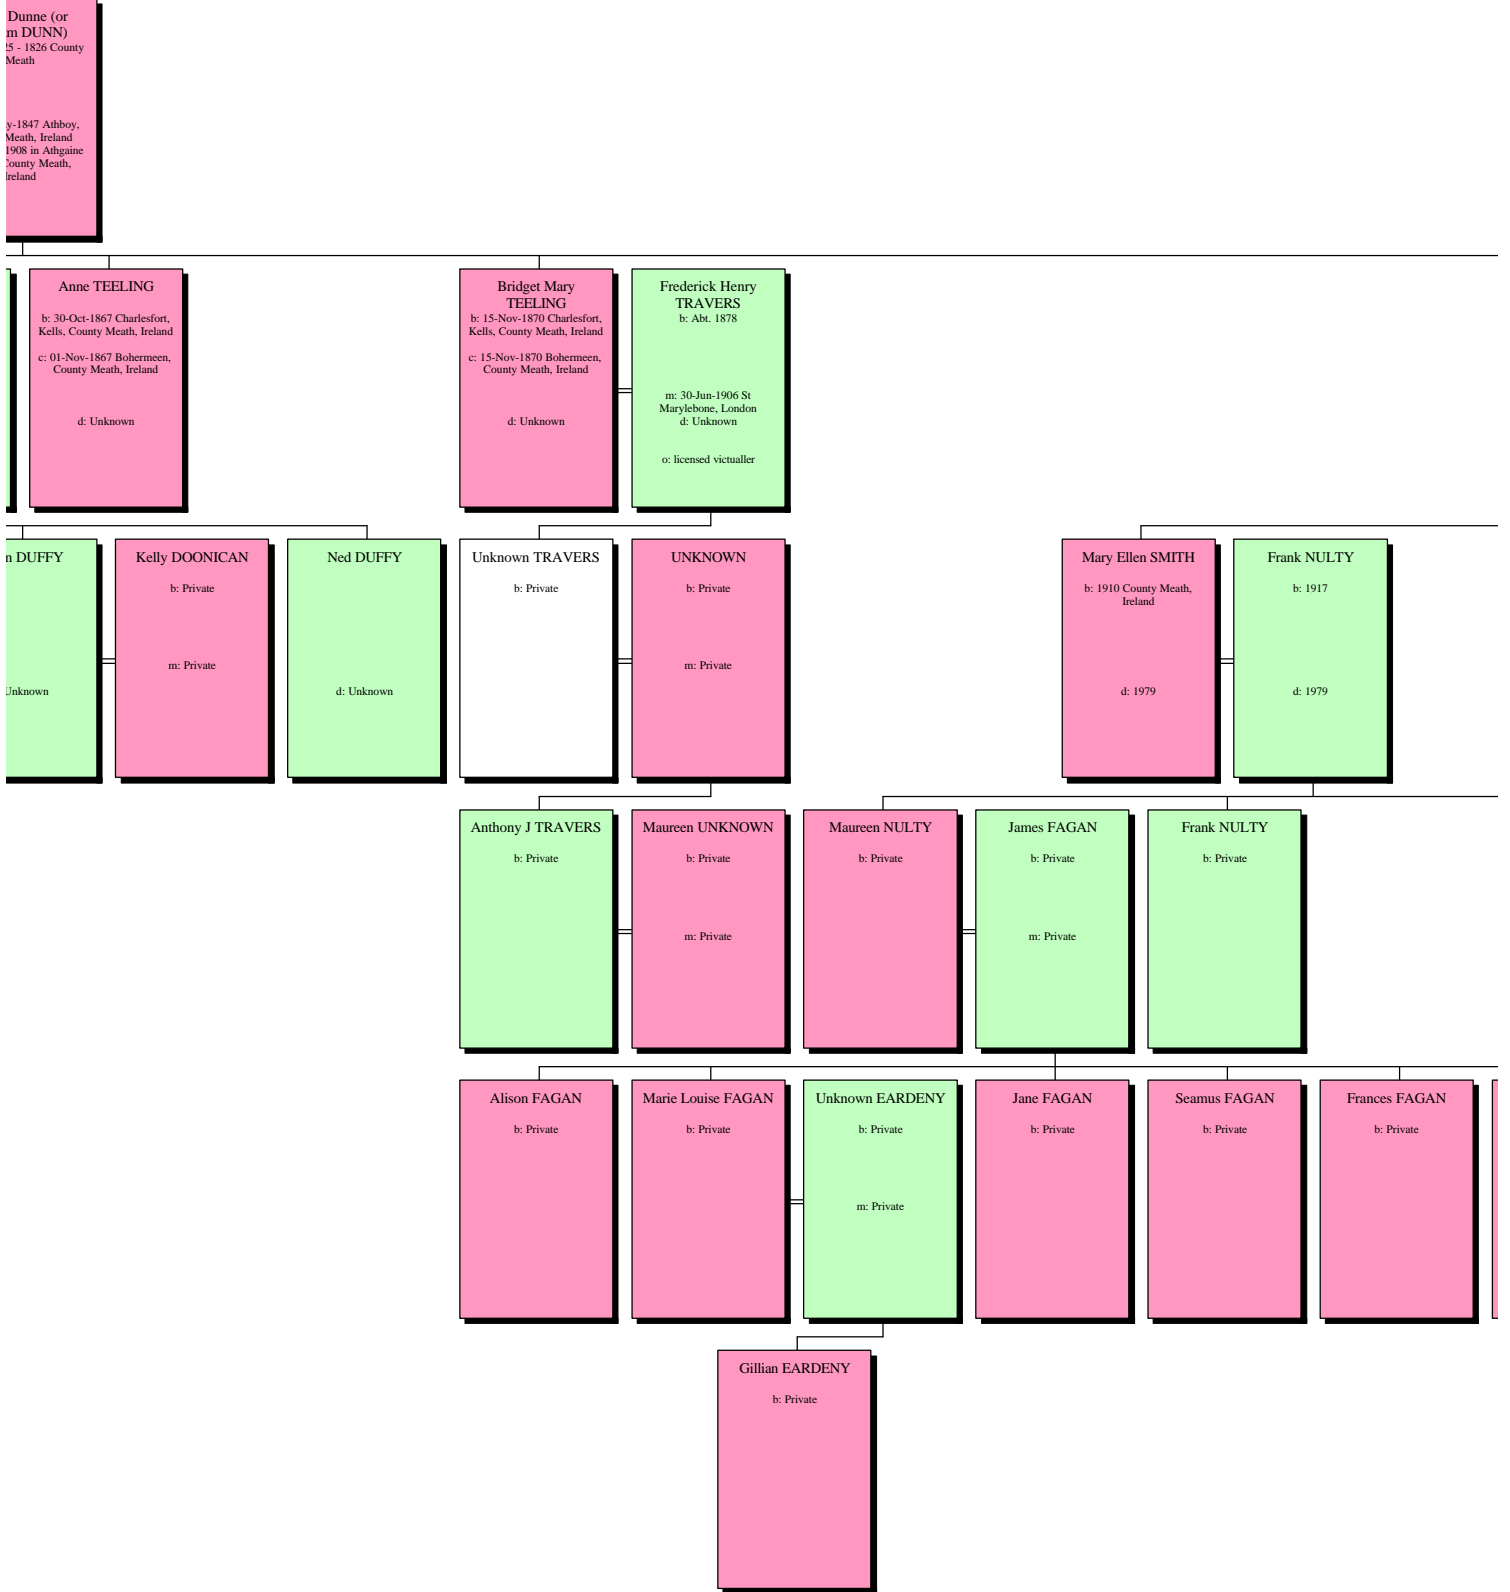 Dunne (or
DUNN)
- 1826 County
Meath
-1847 Athboy,
Meath, Ireland
1908 in Athgaine
County Meath,
Ireland
Anne TEELING
b: 30-Oct-1867 Charlesfort,
Kells, County Meath, Ireland
c: 01-Nov-1867 Bohermeen,
County Meath, Ireland
d: Unknown
Bridget Mary
TEELING
b: 15-Nov-1870 Charlesfort,
Kells, County Meath, Ireland
c: 15-Nov-1870 Bohermeen,
County Meath, Ireland
d: Unknown
Frederick Henry
TRAVERS
b: Abt. 1878
m: 30-Jun-1906 St
Marylebone, London
d: Unknown
o: licensed victualler
DUFFY
Unknown
Kelly DOONICAN
b: Private
m: Private
Ned DUFFY
d: Unknown
Unknown TRAVERS
b: Private
UNKNOWN
b: Private
m: Private
Mary Ellen SMITH
b: 1910 County Meath,
Ireland
d: 1979
Frank NULTY
b: 1917
d: 1979
Anthony J TRAVERS
b: Private
Maureen UNKNOWN
b: Private
m: Private
Maureen NULTY
b: Private
James FAGAN
b: Private
m: Private
Frank NULTY
b: Private
Alison FAGAN
b: Private
Marie Louise FAGAN
b: Private
Unknown EARDENY
b: Private
m: Private
Jane FAGAN
b: Private
Seamus FAGAN
b: Private
Frances FAGAN
b: Private
Gillian EARDENY
b: Private